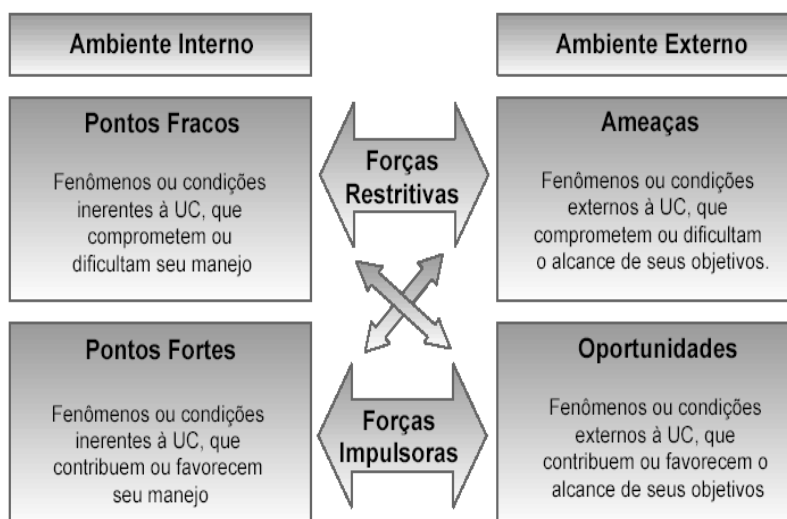 Ambiente Interno
Ambiente Externo
Pontos Fracos
Fenômenos ou condições
inerentes à UC, que
comprometem ou
dificultam seu manejo
Forças
Restritivas
Ameaças
Fenômenos ou condições
externos à UC, que
comprometem ou dificultam
o alcance de seus objetivos.
Pontos Fortes
Fenômenos ou condições
inerentes à UC, que
contribuem ou favorecem
seu manejo
Forças
Impulsoras
Oportunidades
Fenômenos ou condições
externos à UC, que
contribuem ou favorecem o
alcance de seus objetivos